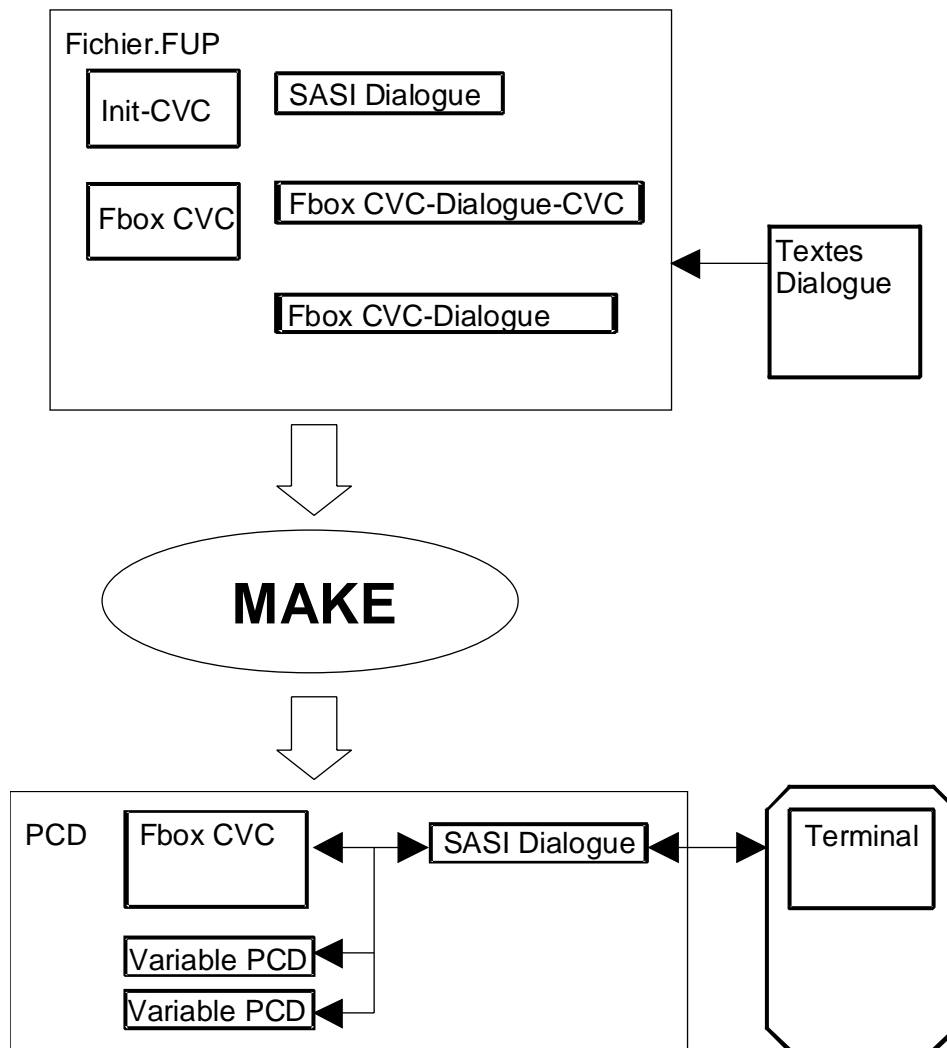 Fichier.FUP
Init-CVC
SASI Dialogue
Fbox CVC
Fbox CVC-Dialogue-CVC
Fbox CVC-Dialogue
Textes
Dialogue
MAKE
PCD
Fbox CVC
SASI Dialogue
Terminal
Variable PCD
Variable PCD